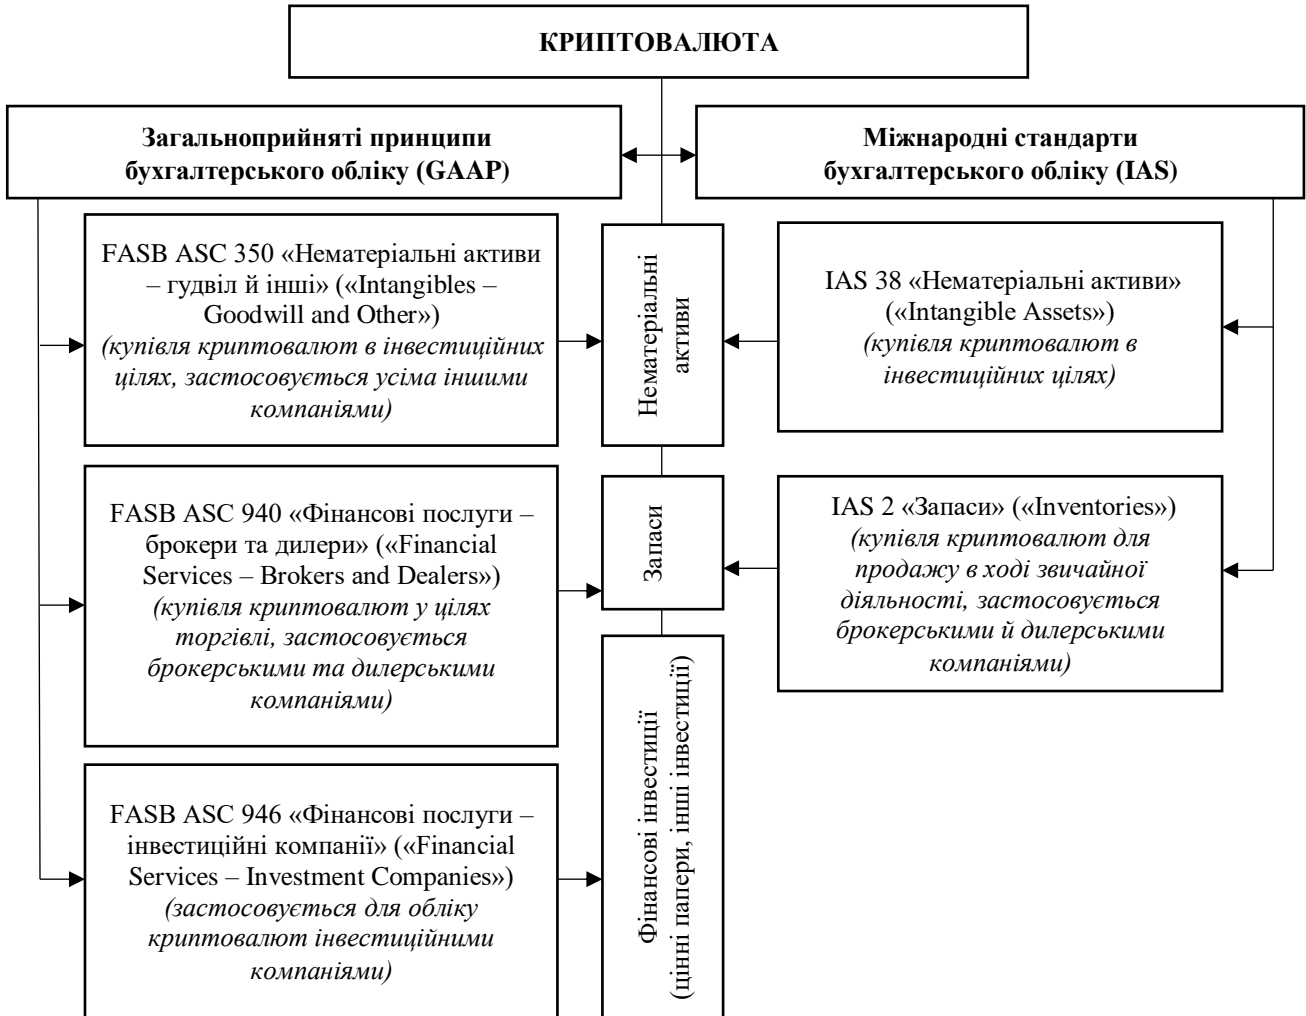 КРИПТОВАЛЮТА
Загальноприйняті принципи
бухгалтерського обліку (GAAP)
Міжнародні стандарти
бухгалтерського обліку (IAS)
FASB ASC 350 «Нематеріальні активи
– гудвіл й інші» («Intangibles –
Goodwill and Other»)
(купівля криптовалют в інвестиційних
цілях, застосовується усіма іншими
компаніями)
Нематеріальні
активи
IAS 38 «Нематеріальні активи»
(«Intangible Assets»)
(купівля криптовалют в
інвестиційних цілях)
FASB ASC 940 «Фінансові послуги –
брокери та дилери» («Financial
Services – Brokers and Dealers»)
(купівля криптовалют у цілях
торгівлі, застосовується
брокерськими та дилерськими
компаніями)
Запаси
IAS 2 «Запаси» («Inventories»)
(купівля криптовалют для
продажу в ході звичайної
діяльності, застосовується
брокерськими й дилерськими
компаніями)
FASB ASC 946 «Фінансові послуги –
інвестиційні компанії» («Financial
Services – Investment Companies»)
(застосовується для обліку
криптовалют інвестиційними
компаніями)
Фінансові інвестиції
(цінні папери, інші інвестиції)